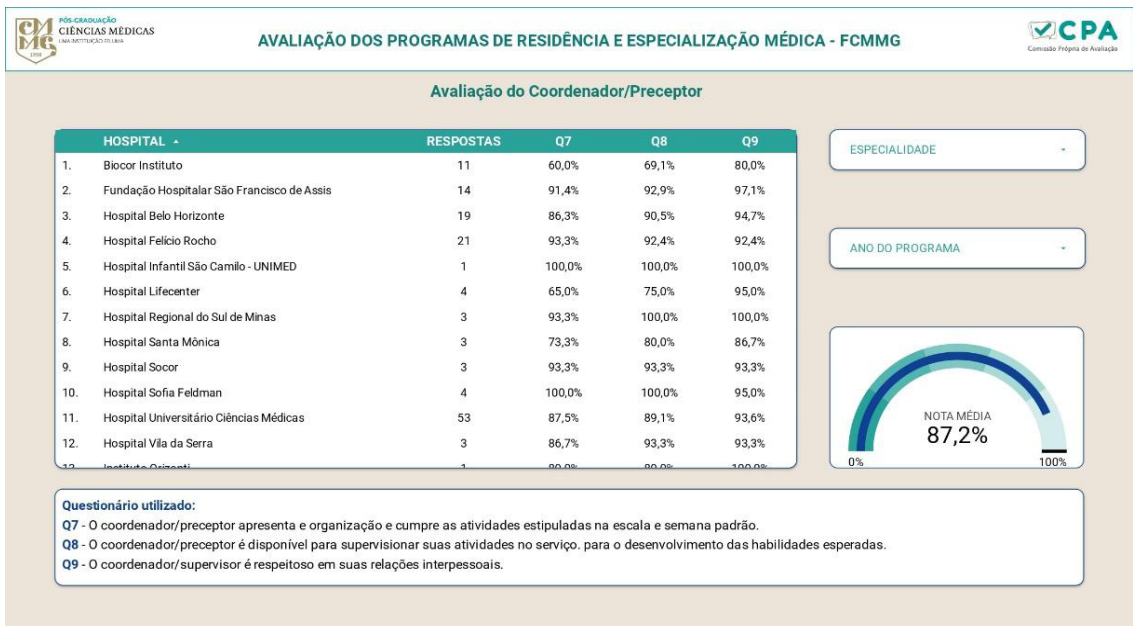 PÓS-GRADUAÇÃO
CIÊNCIAS MÉDICAS
CMMG
AVALIAÇÃO DOS PROGRAMAS DE RESIDÊNCIA E ESPECIALIZAÇÃO MÉDICA - FCMMG
CPA
Comissão Própria de Avaliação
Avaliação do Coordenador/Preceptor
HOSPITAL RESPOSTAS Q7 Q8 Q9
1. Biocor Instituto 11 60,0% 69,1% 80,0%
2. Fundação Hospitalar São Francisco de Assis 14 91,4% 92,9% 97,1%
3. Hospital Belo Horizonte 19 86,3% 90,5% 94,7%
4. Hospital Felício Rocho 21 93,3% 92,4% 92,4%
5. Hospital Infantil São Camilo - UNIMED 1 100,0% 100,0% 100,0%
6. Hospital Lifecenter 4 65,0% 75,0% 95,0%
7. Hospital Regional do Sul de Minas 3 93,3% 100,0% 100,0%
8. Hospital Santa Mônica 3 73,3% 80,0% 86,7%
9. Hospital Socor 3 93,3% 93,3% 93,3%
10. Hospital Sofia Feldman 4 100,0% 100,0% 95,0%
11. Hospital Universitário Ciências Médicas 53 87,5% 89,1% 93,6%
12. Hospital Vila da Serra 3 86,7% 93,3% 93,3%
ESPECIALIDADE
ANO DO PROGRAMA
NOTA MÉDIA
87,2%
0% 100%
Questionário utilizado:
Q7 - O coordenador/preceptor apresenta e organização e cumpre as atividades estipuladas na escala e semana padrão.
Q8 - O coordenador/preceptor é disponível para supervisionar suas atividades no serviço. para o desenvolvimento das habilidades esperadas.
Q9 - O coordenador/supervisor é respeitoso em suas relações interpessoais.